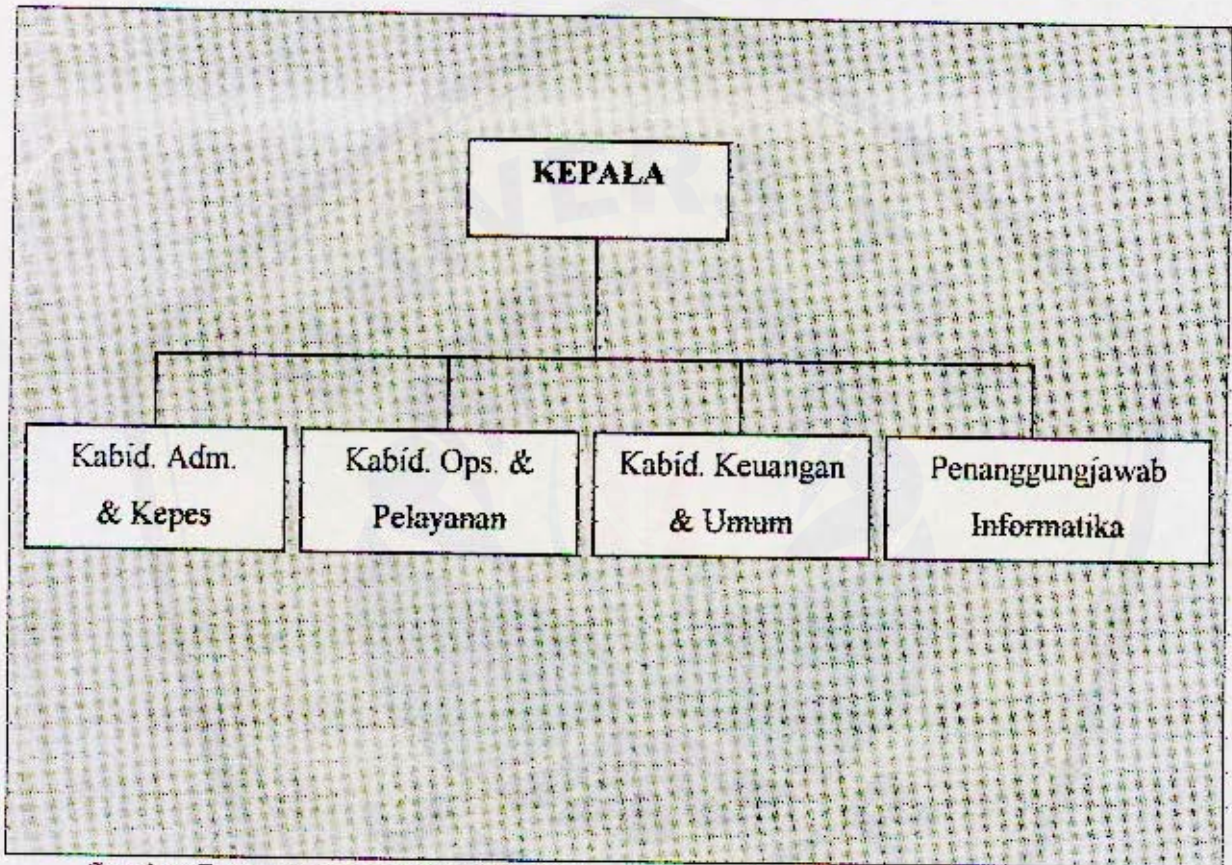 KEPALA
Kabid. Adm.
& Kepes
Kabid. Ops. &
Pelayanan
Kabid. Keuangan
& Umum
Penanggungjawab
Informatika